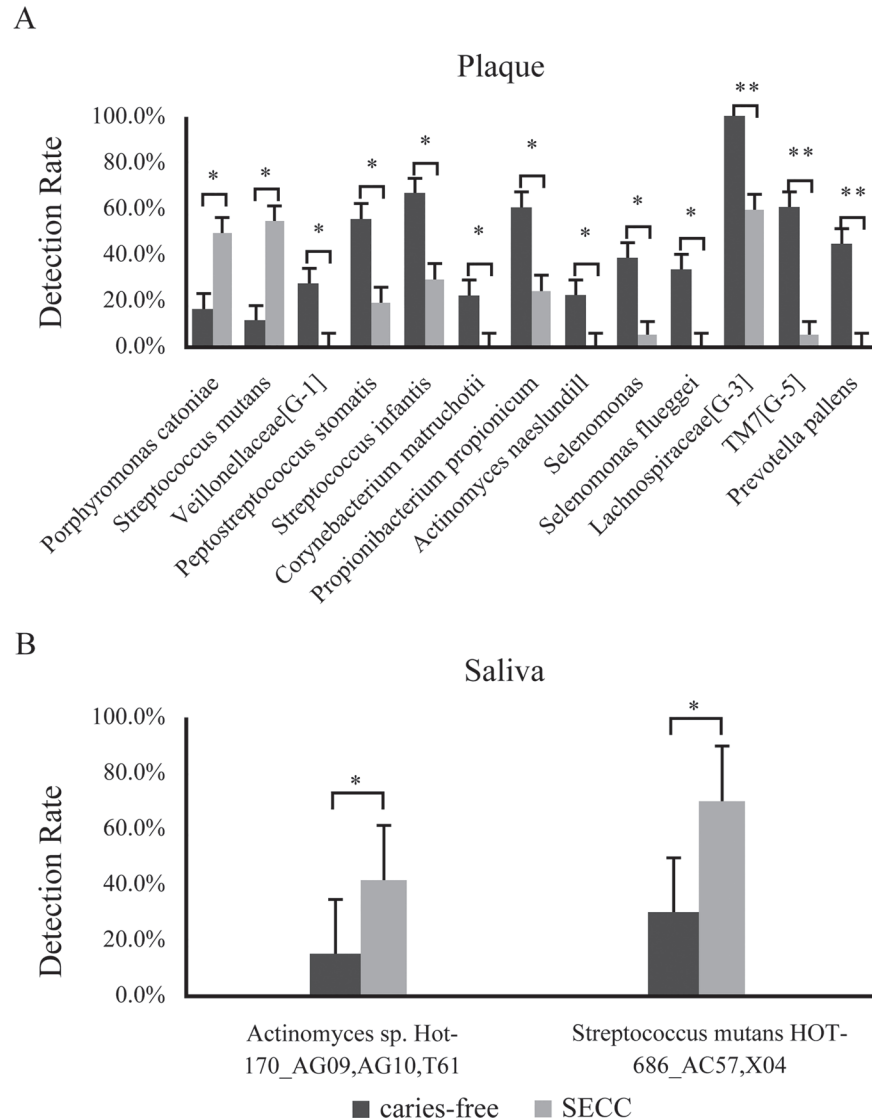 A
Plaque
Detection Rate
100.0%
80.0%
60.0%
40.0%
20.0%
0.0%
*
*
*
*
*
*
*
*
*
*
**
**
**
Porphyromonas catoniae
Streptococcus mutans
Veillonellaceae[G-1]
Peptostreptococcus stomatis
Streptococcus infantis
Corynebacterium matruchotii
Propionibacterium propionicum
Actinomyces naeslundill
Selenomonas
Selenomonas flueggei
Lachnospiraceae[G-3]
TM7[G-5]
Prevotella pallens
B
Saliva
Detection Rate
100.0%
80.0%
60.0%
40.0%
20.0%
0.0%
*
*
Actinomyces sp. Hot-
170_AG09,AG10,T61
Streptococcus mutans HOT-
686_AC57,X04
caries-free SECC